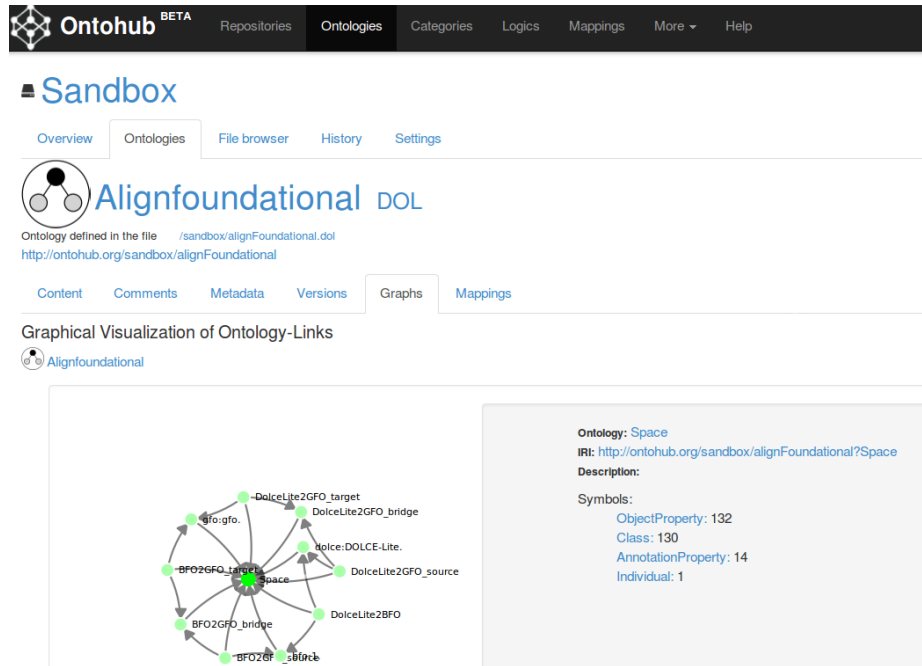 Ontohub BETA Repositories Ontologies Categories Logics Mappings More Help
Sandbox
Overview Ontologies File browser History Settings
Alignfoundational DOL
Ontology defined in the file /sandbox/alignFoundational.dol
http://ontohub.org/sandbox/alignFoundational
Content Comments Metadata Versions Graphs Mappings
Graphical Visualization of Ontology-Links
Alignfoundational
Ontology: Space
IRI: http://ontohub.org/sandbox/alignFoundational?Space
Description:
Symbols:
ObjectProperty: 132
Class: 130
AnnotationProperty: 14
Individual: 1
DolceLite2GFO_target
DolceLite2GFO_bridge
gfo:gfo.
dolce:DOLCE-Lite.
BFO2GFO_target
DolceLite2GFO_source
Space
DolceLite2BFO
BFO2GFO_bridge